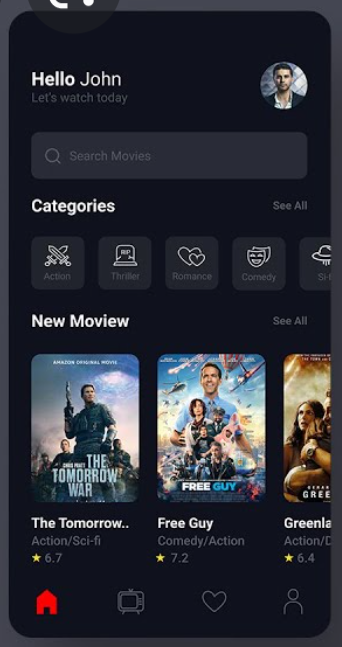 Hello John
Let's watch today
Search Movies
Categories
See All
Action
Thriller
Romance
Comedy
RIP
New Moview
See All
AMAZON ORIGINAL MOVIE
CHRIS PRATT
THE
TOMORROW
WAR
FREE GUY
GREE
The Tomorrow..
Free Guy
Greenla
Action/Sci-fi
Comedy/Action
Action/D
★ 6.7
★ 7.2
★ 6.4